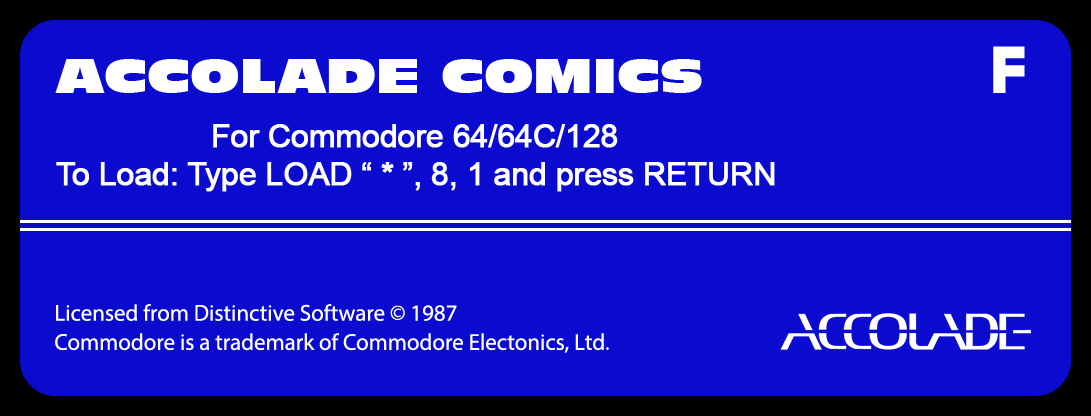 ACCOLADE COMICS
F
For Commodore 64/64C/128
To Load: Type LOAD “ * ”, 8, 1 and press RETURN
Licensed from Distinctive Software © 1987
Commodore is a trademark of Commodore Electonics, Ltd.
ACCOLADE